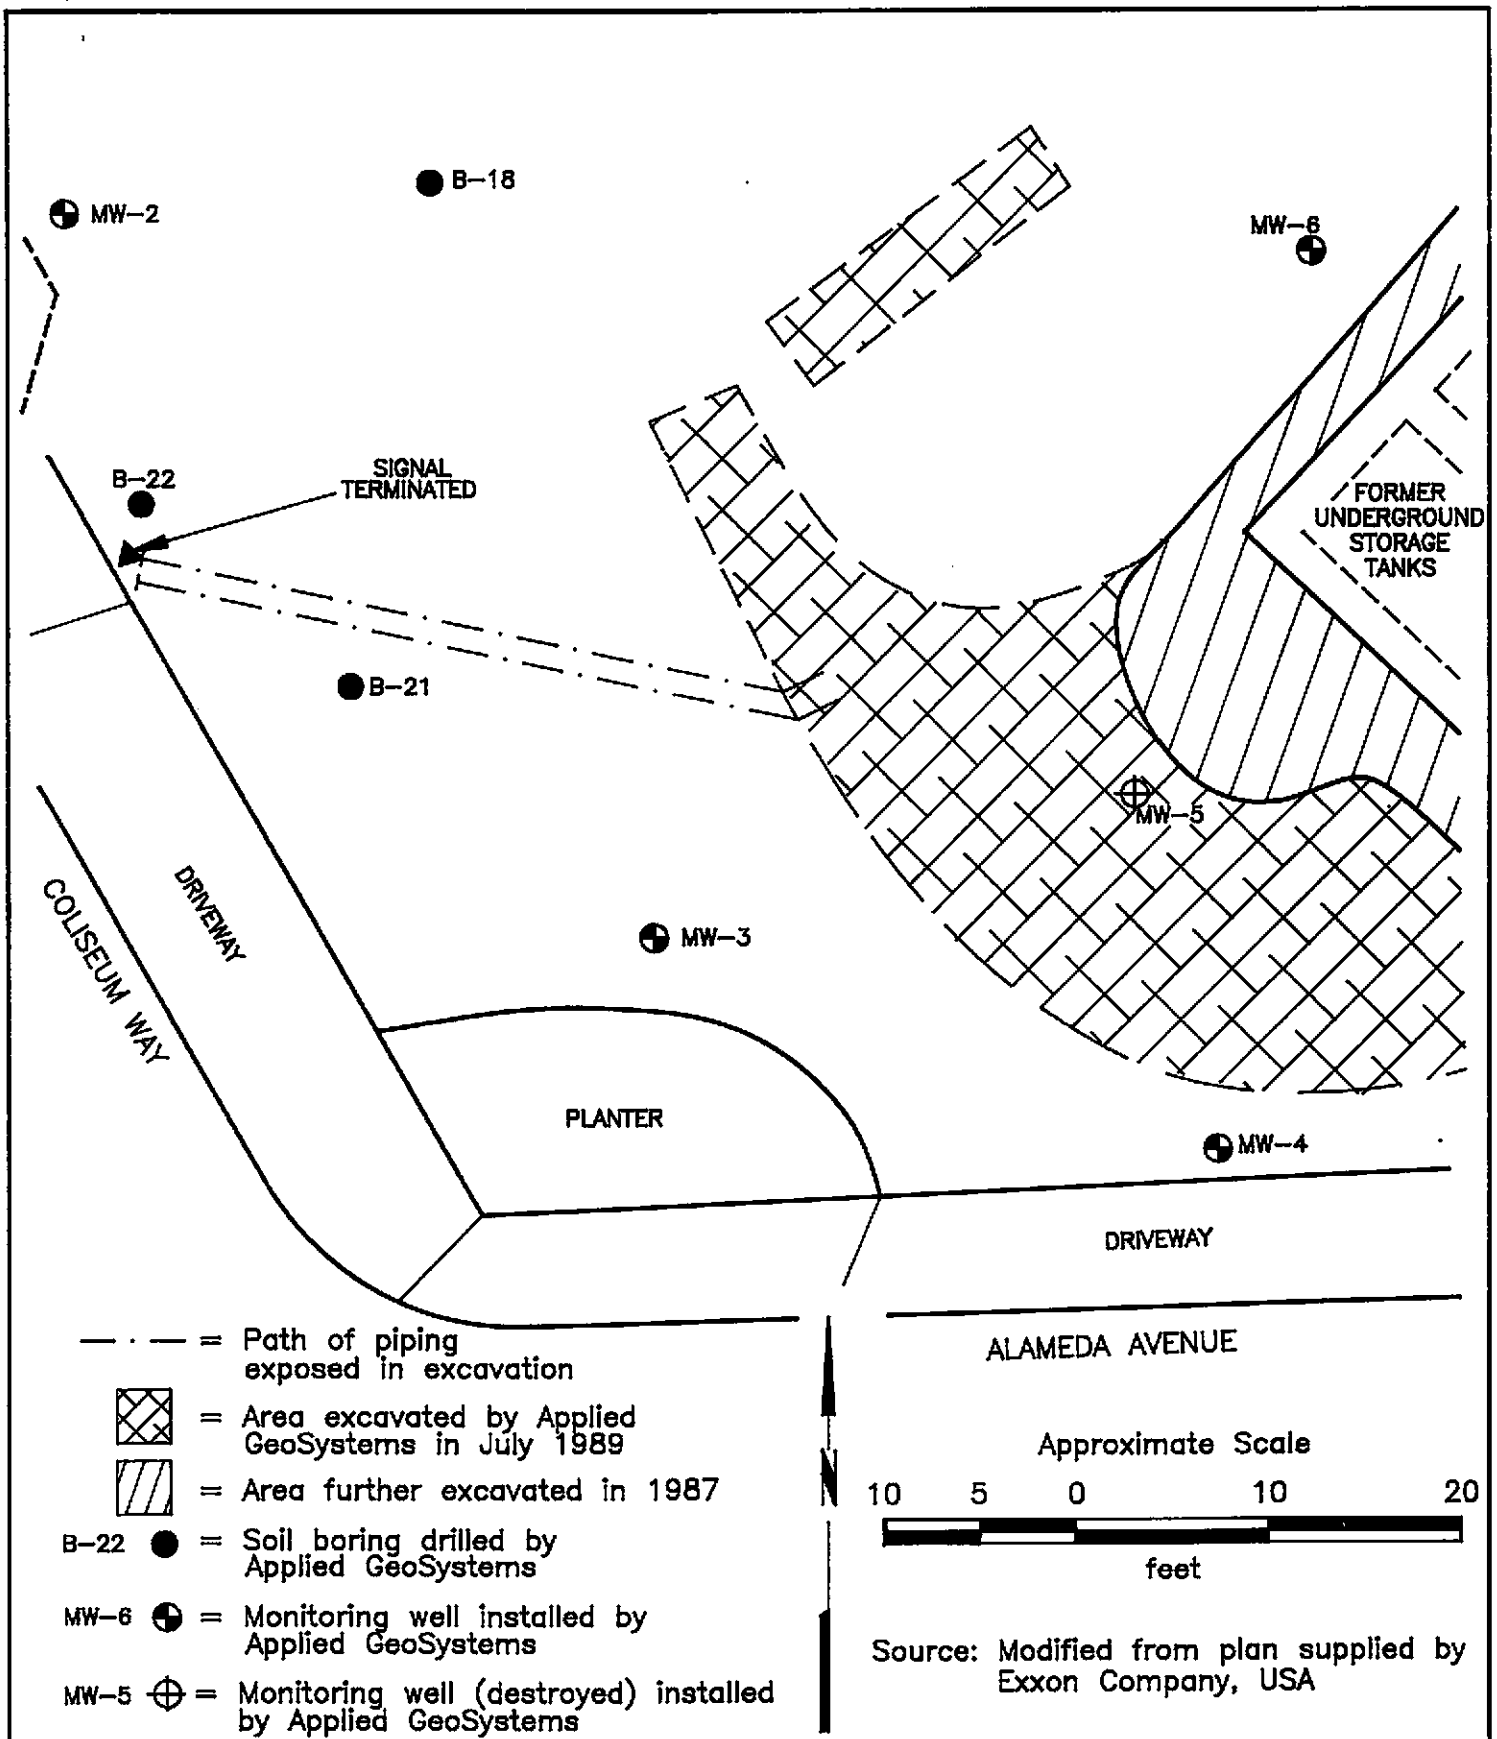 B-18
MW-2
MW-6
B-22
SIGNAL
TERMINATED
FORMER
UNDERGROUND
STORAGE
TANKS
B-21
MW-5
DRIVEWAY
COLISEUM WAY
MW-3
PLANTER
MW-4
DRIVEWAY
ALAMEDA AVENUE
— · — = Path of piping
exposed in excavation
= Area excavated by Applied
GeoSystems in July 1989
= Area further excavated in 1987
B-22 = Soil boring drilled by
Applied GeoSystems
MW-6 = Monitoring well installed by
Applied GeoSystems
MW-5 = Monitoring well (destroyed) installed
by Applied GeoSystems
N
Approximate Scale
10 5 0 10 20
feet
Source: Modified from plan supplied by
Exxon Company, USA